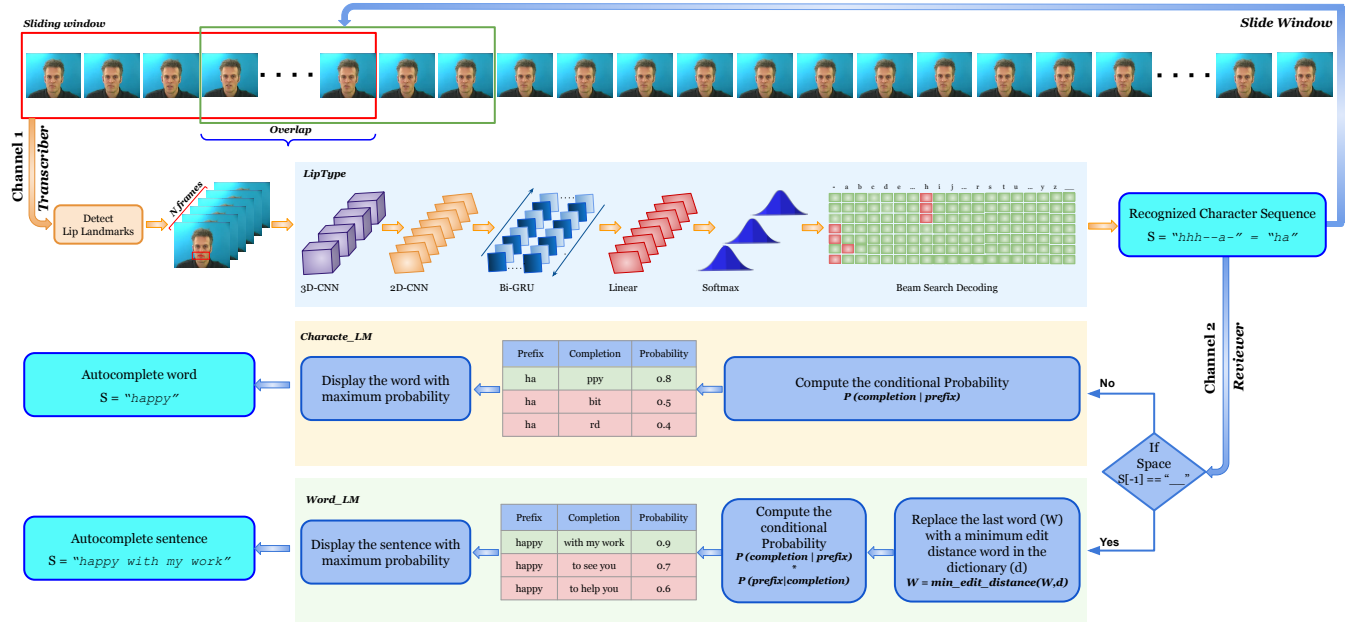 Sliding window
Slide Window
Overlap
Channel 1
Transcriber
Detect
Lip Landmarks
N frames
LipType
3D-CNN
2D-CNN
Bi-GRU
Linear
Softmax
- a b c d e ... h i j ... r s t u ... y z __
Beam Search Decoding
Recognized Character Sequence
S = "hhh--a-" = "ha"
Channel 2
Reviewer
Characte_LM
Autocomplete word
S = "happy"
Display the word with
maximum probability
Prefix Completion Probability
ha ppy 0.8
ha bit 0.5
ha rd 0.4
Compute the conditional Probability
P (completion | prefix)
No
If
Space
S[-1] == "__"
Yes
Word_LM
Autocomplete sentence
S = "happy with my work"
Display the sentence with
maximum probability
Prefix Completion Probability
happy with my work 0.9
happy to see you 0.7
happy to help you 0.6
Compute the
conditional
Probability
P (completion | prefix)
*
P (prefix|completion)
Replace the last word (W)
with a minimum edit
distance word in the
dictionary (d)
W = min_edit_distance(W,d)